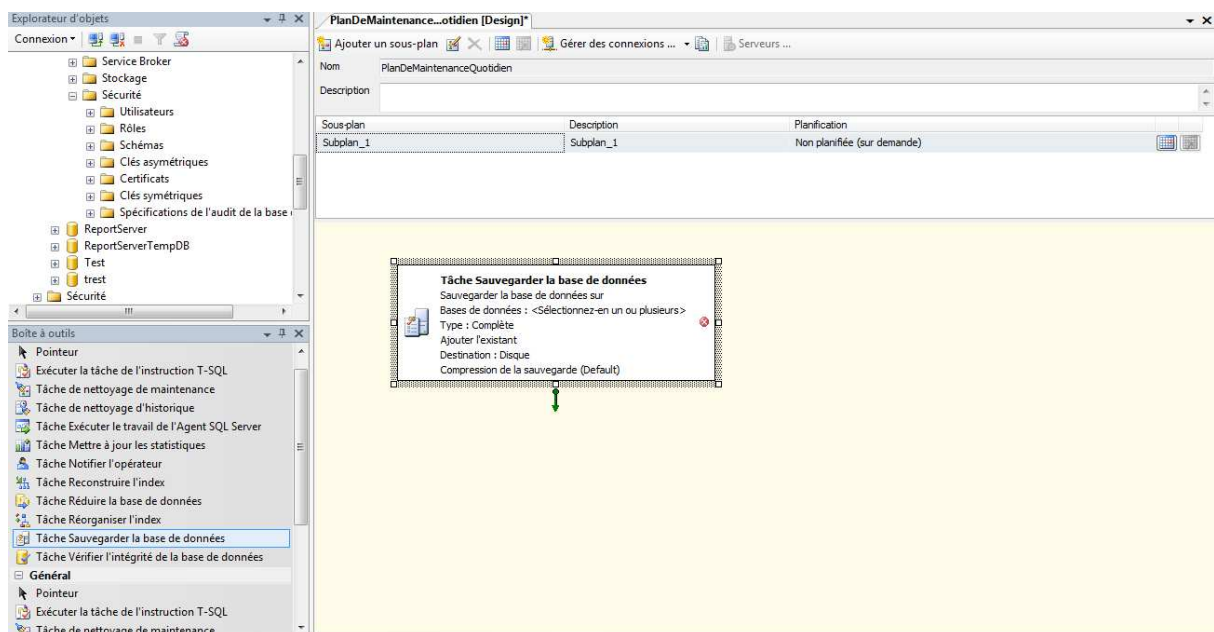 Explorateur d'objets
Connexion
Service Broker
Stockage
Sécurité
Utilisateurs
Rôles
Schémas
Clés asymétriques
Certificats
Clés symétriques
Spécifications de l'audit de la base
ReportServer
ReportServerTempDB
Test
trest
Sécurité
Boîte à outils
Pointeur
Exécuter la tâche de l'instruction T-SQL
Tâche de nettoyage de maintenance
Tâche de nettoyage d'historique
Tâche Exécuter le travail de l'Agent SQL Server
Tâche Mettre à jour les statistiques
Tâche Notifier l'opérateur
Tâche Reconstruire l'index
Tâche Réduire la base de données
Tâche Réorganiser l'index
Tâche Sauvegarder la base de données
Tâche Vérifier l'intégrité de la base de données
Général
Pointeur
Exécuter la tâche de l'instruction T-SQL
Tâche de nettoyage de maintenance
PlanDeMaintenance...otidien [Design]*
Ajouter un sous-plan Gérer des connexions ... Serveurs ...
Nom PlanDeMaintenanceQuotidien
Description
Sous-plan Description Planification
Subplan_1 Subplan_1 Non planifiée (sur demande)
Tâche Sauvegarder la base de données
Sauvegarder la base de données sur
Bases de données : <Sélectionnez-en un ou plusieurs>
Type : Complète
Ajouter l'existant
Destination : Disque
Compression de la sauvegarde (Default)